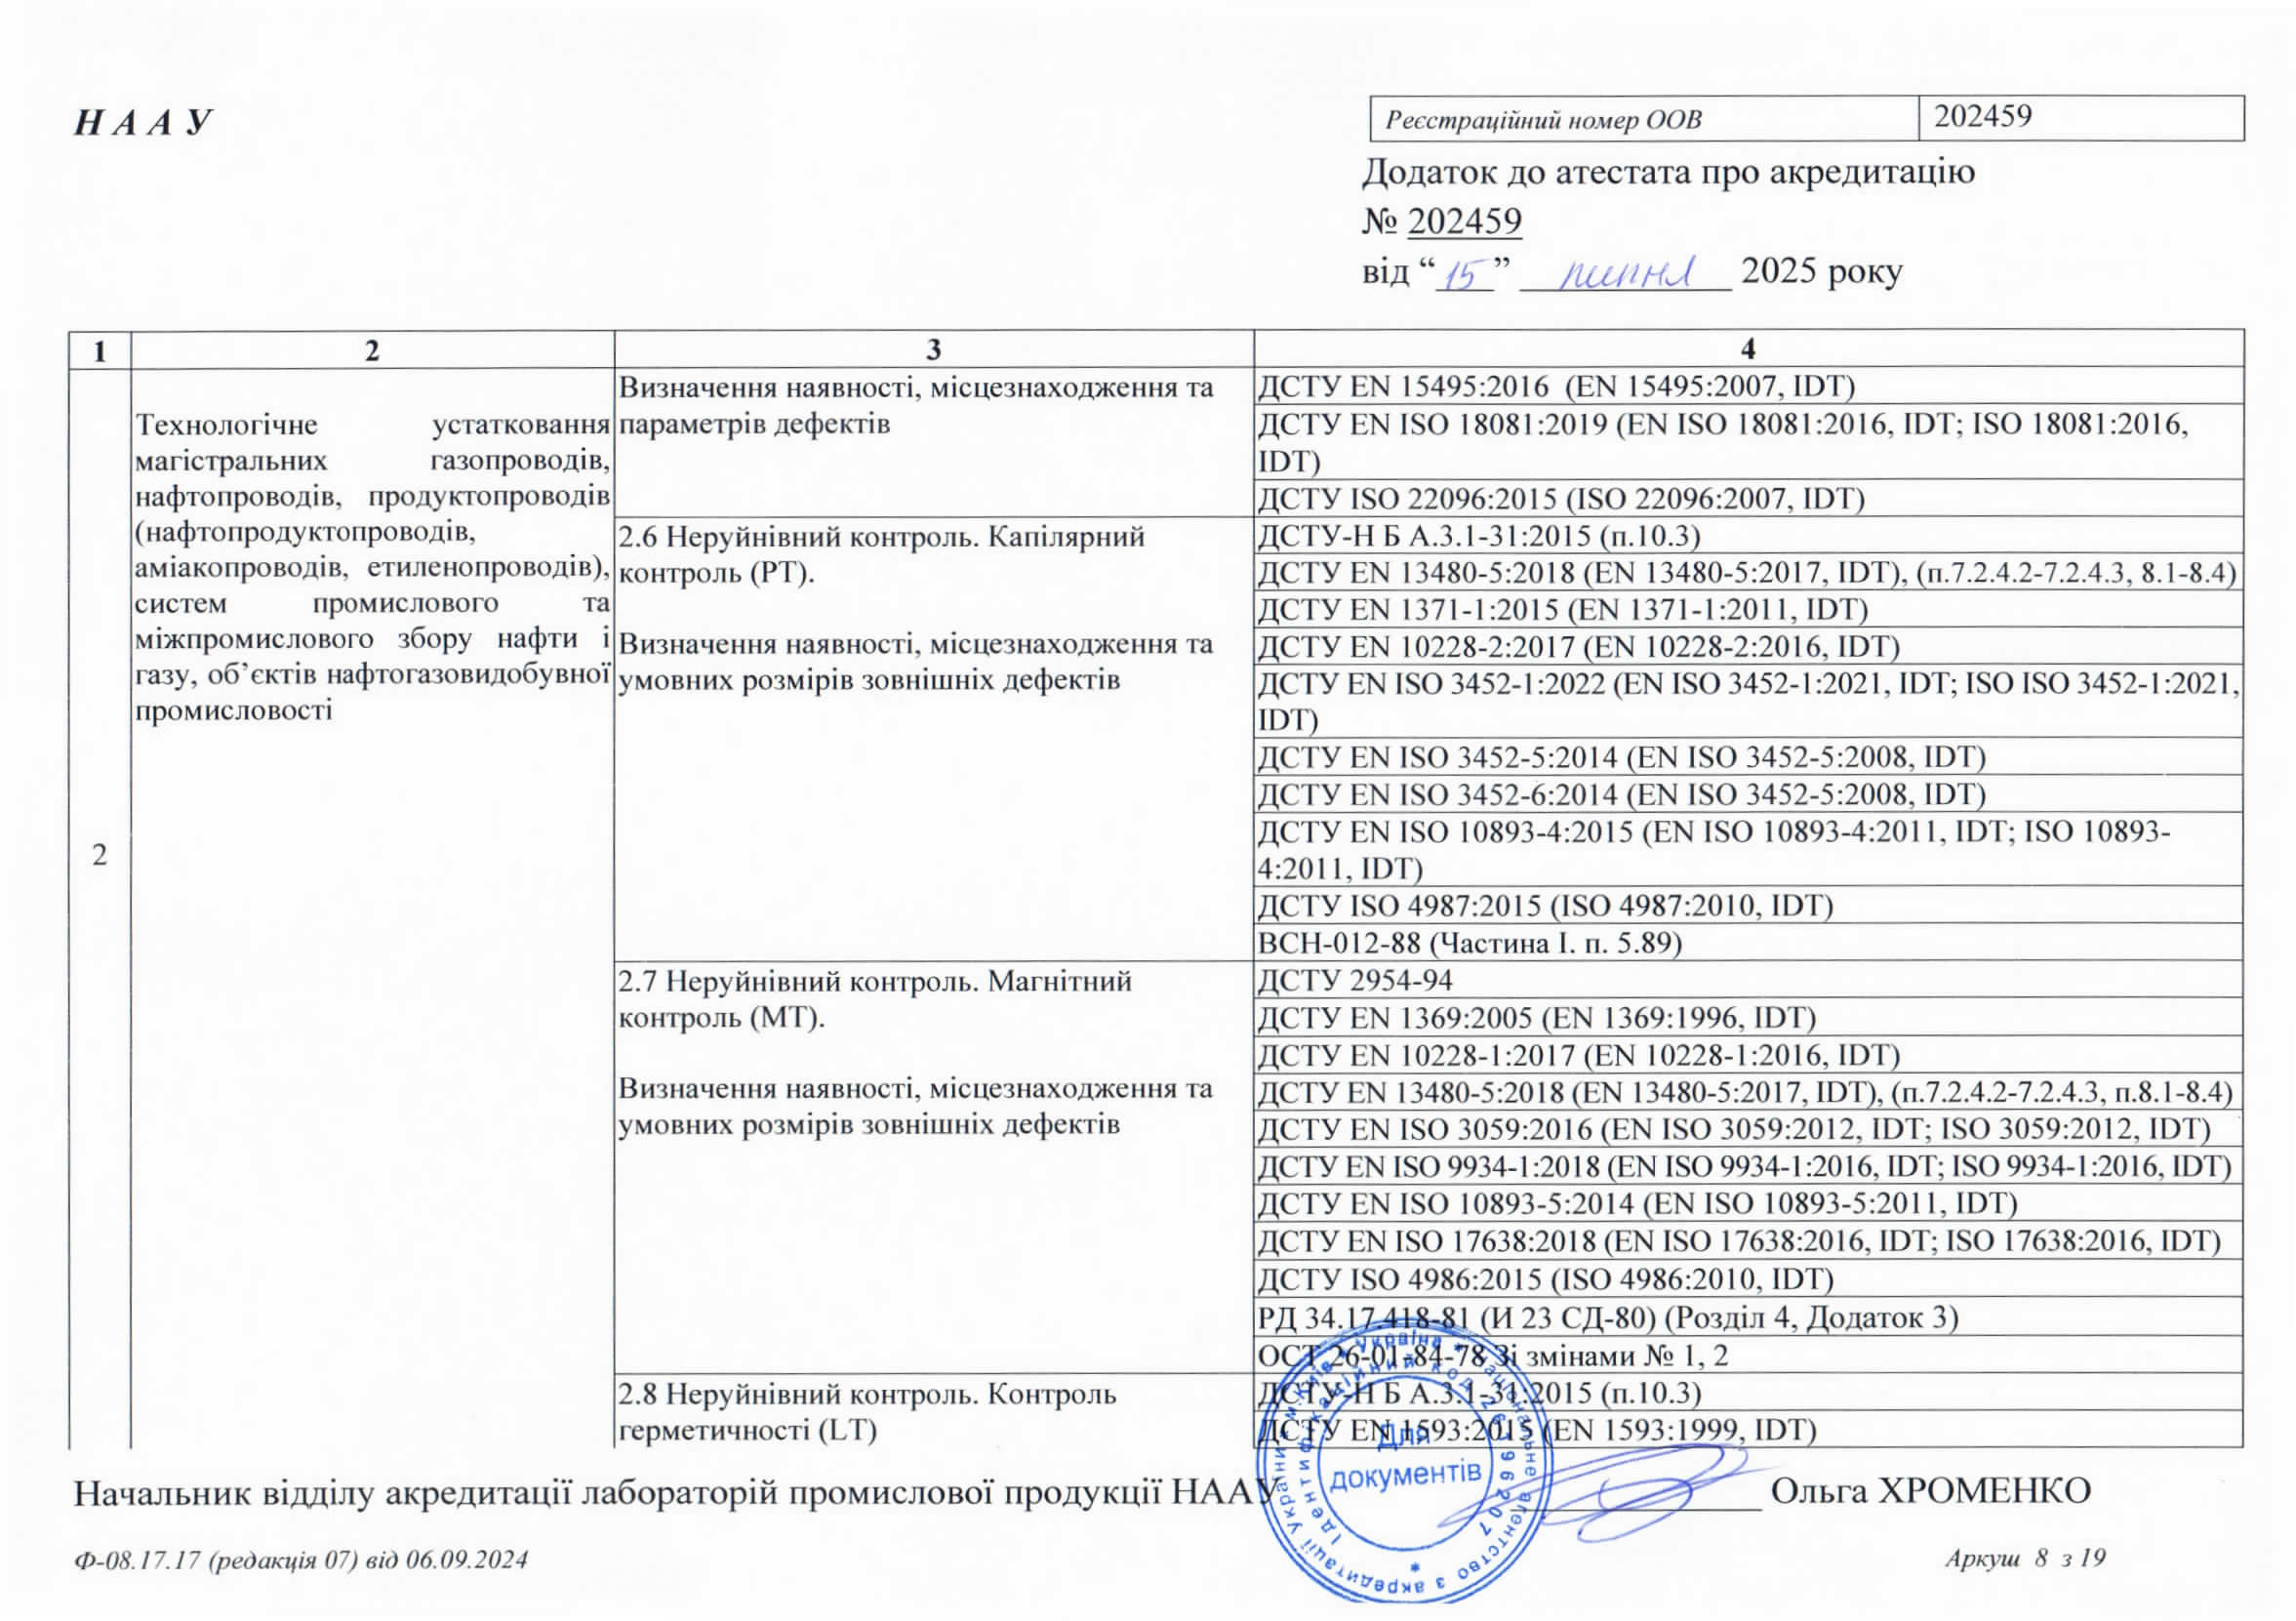 Н А А У
Реєстраційний номер ООВ 202459
Додаток до атестата про акредитацію
№ 202459
від “15” липня 2025 року
1 2 3 4
2
Технологічне устатковання
магістральних газопроводів,
нафтопроводів, продуктопроводів
(нафтопродуктопроводів,
аміакопроводів, етиленопроводів),
систем промислового та
міжпромислового збору нафти і
газу, об’єктів нафтогазовидобувної
промисловості
Визначення наявності, місцезнаходження та
параметрів дефектів
ДСТУ EN 15495:2016 (EN 15495:2007, IDT)
ДСТУ EN ISO 18081:2019 (EN ISO 18081:2016, IDT; ISO 18081:2016,
IDT)
ДСТУ ISO 22096:2015 (ISO 22096:2007, IDT)
2.6 Неруйнівний контроль. Капілярний
контроль (РТ).
Визначення наявності, місцезнаходження та
умовних розмірів зовнішніх дефектів
ДСТУ-Н Б А.3.1-31:2015 (п.10.3)
ДСТУ EN 13480-5:2018 (EN 13480-5:2017, IDT), (п.7.2.4.2-7.2.4.3, 8.1-8.4)
ДСТУ EN 1371-1:2015 (EN 1371-1:2011, IDT)
ДСТУ EN 10228-2:2017 (EN 10228-2:2016, IDT)
ДСТУ EN ISO 3452-1:2022 (EN ISO 3452-1:2021, IDT; ISO ISO 3452-1:2021,
IDT)
ДСТУ EN ISO 3452-5:2014 (EN ISO 3452-5:2008, IDT)
ДСТУ EN ISO 3452-6:2014 (EN ISO 3452-5:2008, IDT)
ДСТУ EN ISO 10893-4:2015 (EN ISO 10893-4:2011, IDT; ISO 10893-
4:2011, IDT)
ДСТУ ISO 4987:2015 (ISO 4987:2010, IDT)
ВСН-012-88 (Частина І. п. 5.89)
2.7 Неруйнівний контроль. Магнітний
контроль (МТ).
Визначення наявності, місцезнаходження та
умовних розмірів зовнішніх дефектів
ДСТУ 2954-94
ДСТУ EN 1369:2005 (EN 1369:1996, IDT)
ДСТУ EN 10228-1:2017 (EN 10228-1:2016, IDT)
ДСТУ EN 13480-5:2018 (EN 13480-5:2017, IDT), (п.7.2.4.2-7.2.4.3, п.8.1-8.4)
ДСТУ EN ISO 3059:2016 (EN ISO 3059:2012, IDT; ISO 3059:2012, IDT)
ДСТУ EN ISO 9934-1:2018 (EN ISO 9934-1:2016, IDT; ISO 9934-1:2016, IDT)
ДСТУ EN ISO 10893-5:2014 (EN ISO 10893-5:2011, IDT)
ДСТУ EN ISO 17638:2018 (EN ISO 17638:2016, IDT; ISO 17638:2016, IDT)
ДСТУ ISO 4986:2015 (ISO 4986:2010, IDT)
РД 34.17.418-81 (И 23 СД-80) (Розділ 4, Додаток 3)
ОСТ 26-01-84-78 Зі змінами № 1, 2
2.8 Неруйнівний контроль. Контроль
герметичності (LT)
ДСТУ-Н Б А.3.1-31:2015 (п.10.3)
ДСТУ EN 1593:2015 (EN 1593:1999, IDT)
Начальник відділу акредитації лабораторій промислової продукції НААУ Ольга ХРОМЕНКО
Україна * Національне агентство з акредитації України * м.Київ *
Ідентифікаційний код 26196207
Для
документів
Ф-08.17.17 (редакція 07) від 06.09.2024
Аркуш 8 з 19